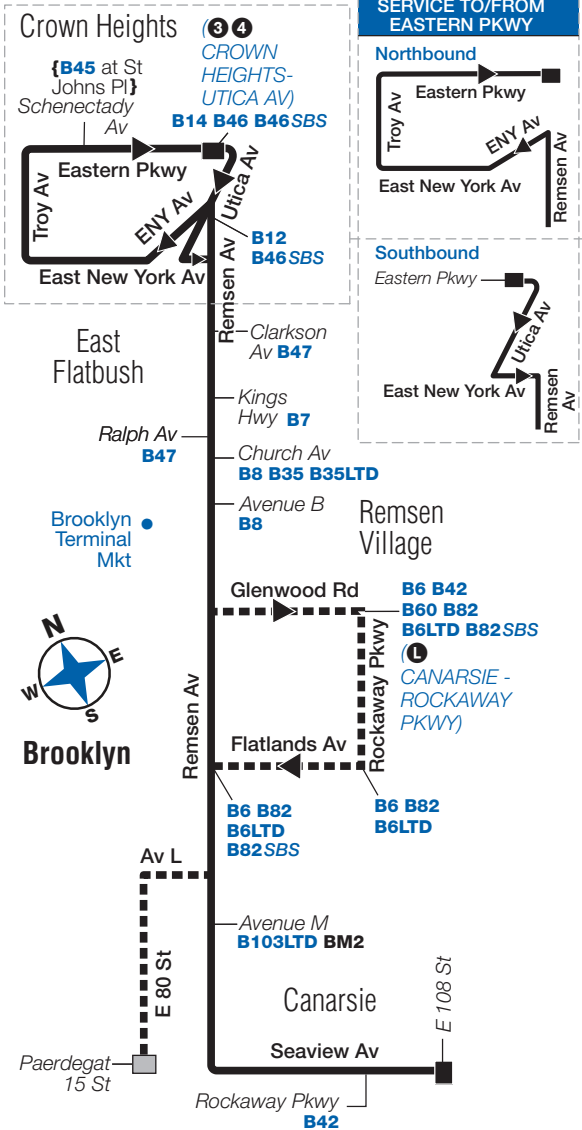 Crown Heights
(3 4
CROWN
HEIGHTS-
UTICA AV)
{B45 at St
Johns Pl}
Schenectady
Av
B14 B46 B46SBS
Eastern Pkwy
Troy Av
ENY Av
Utica Av
East New York Av
Remsen Av
B12
B46SBS
SERVICE TO/FROM
EASTERN PKWY
Northbound
Eastern Pkwy
Troy Av
ENY Av
East New York Av
Remsen Av
Southbound
Eastern Pkwy
Utica Av
East New York Av
Remsen
Av
East
Flatbush
Clarkson
Av B47
Kings
Hwy B7
Ralph Av
B47
Church Av
B8 B35 B35LTD
Avenue B
B8
Brooklyn
Terminal
Mkt
Remsen
Village
Glenwood Rd
B6 B42
B60 B82
B6LTD B82SBS
(L
CANARSIE -
ROCKAWAY
PKWY)
Rockaway Pkwy
N
E
W
S
Brooklyn
Remsen Av
Flatlands Av
B6 B82
B6LTD
B82SBS
B6 B82
B6LTD
Av L
E 80 St
Avenue M
B103LTD BM2
Canarsie
E 108 St
Seaview Av
Paerdegat
15 St
Rockaway Pkwy
B42